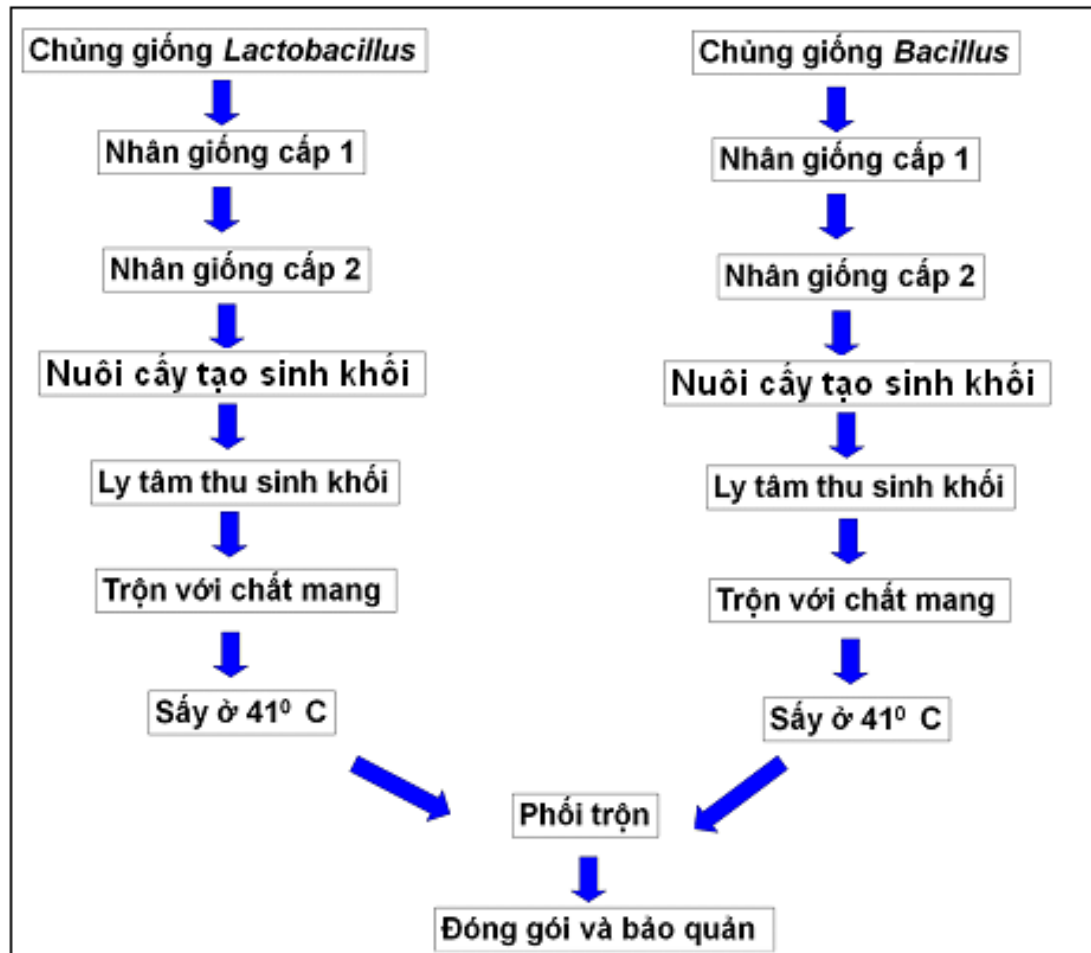 Chủng giống Lactobacillus
Nhân giống cấp 1
Nhân giống cấp 2
Nuôi cấy tạo sinh khối
Ly tâm thu sinh khối
Trộn với chất mang
Sấy ở 41⁰ C
Chủng giống Bacillus
Nhân giống cấp 1
Nhân giống cấp 2
Nuôi cấy tạo sinh khối
Ly tâm thu sinh khối
Trộn với chất mang
Sấy ở 41⁰ C
Phối trộn
Đóng gói và bảo quản